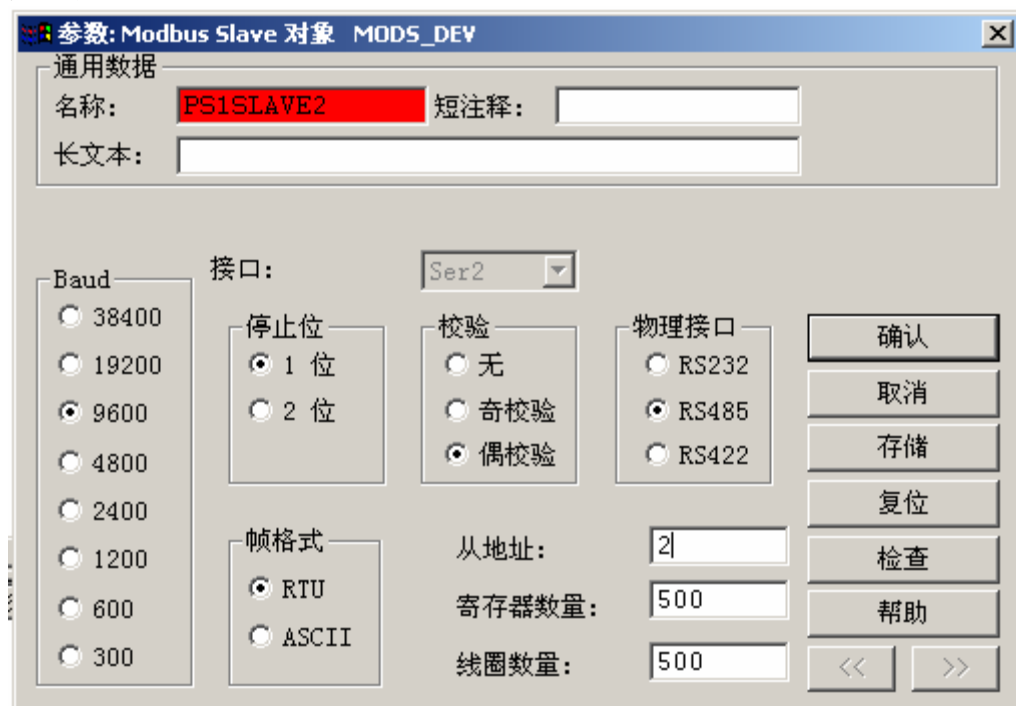 参数: Modbus Slave 对象 MODS_DEV
通用数据
名称: PS1SLAVE2 短注释:
长文本:
接口: Ser2
Baud
38400
19200
9600
4800
2400
1200
600
300
停止位
1 位
2 位
校验
无
奇校验
偶校验
物理接口
RS232
RS485
RS422
帧格式
RTU
ASCII
从地址: 2
寄存器数量: 500
线圈数量: 500
确认
取消
存储
复位
检查
帮助
<< >>